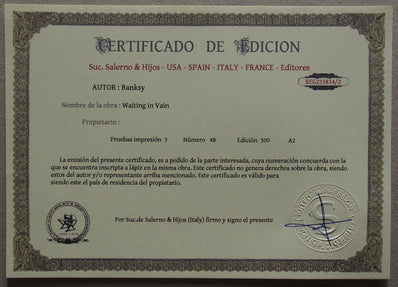 CERTIFICADO DE EDICION
Suc. Salerno & Hijos - USA - SPAIN - ITALY - FRANCE - Editores
REG255814/2
AUTOR : Banksy
Nombre de la obra : Waiting in Vain
Propietario :
Pruebas impresión 3 Número 48 Edición 300 A2
La emisión del presente certificado, es a pedido de la parte interesada, cuya numeración concuerda con la
que se encuentra inscripta a lápiz en la misma obra. Este certificado no genera derechos sobre la obra, siendo
estos del autor y/o representante arriba mencionado. Este certificado es válido para
siendo este el país de residencia del propietario.
Por Suc.de Salerno & Hijos (Italy) firmo y signo el presente